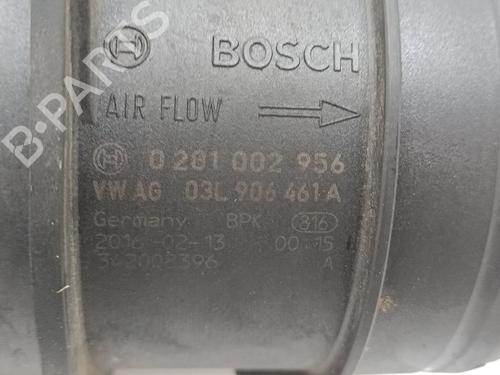 BOSCH
AIR FLOW
0 281 002 956
VW AG 03L 906 461 A
Germany BPK 316
2016-02-13 00:15
342002396 A
B-PARTS